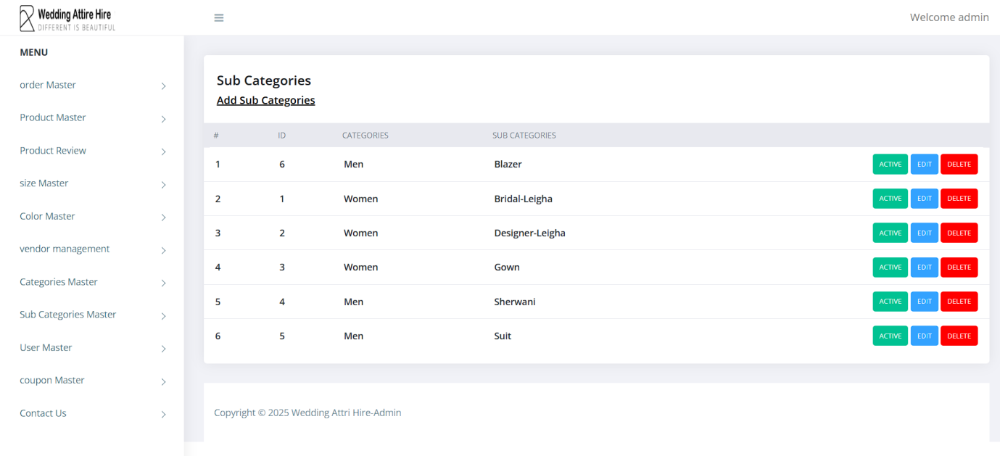 Wedding Attire Hire
DIFFERENT IS BEAUTIFUL
Welcome admin
MENU
order Master
Product Master
Product Review
size Master
Color Master
vendor management
Categories Master
Sub Categories Master
User Master
coupon Master
Contact Us
Sub Categories
Add Sub Categories
# ID CATEGORIES SUB CATEGORIES
1 6 Men Blazer ACTIVE EDIT DELETE
2 1 Women Bridal-Leigha ACTIVE EDIT DELETE
3 2 Women Designer-Leigha ACTIVE EDIT DELETE
4 3 Women Gown ACTIVE EDIT DELETE
5 4 Men Sherwani ACTIVE EDIT DELETE
6 5 Men Suit ACTIVE EDIT DELETE
Copyright © 2025 Wedding Attri Hire-Admin